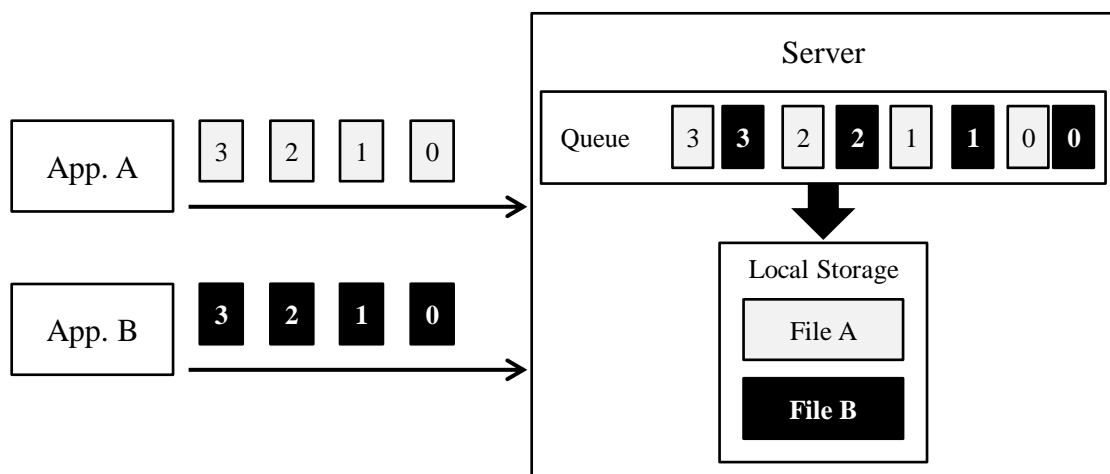 Server
Queue 3 3 2 2 1 1 0 0
App. A 3 2 1 0
Local Storage
File A
App. B 3 2 1 0
File B